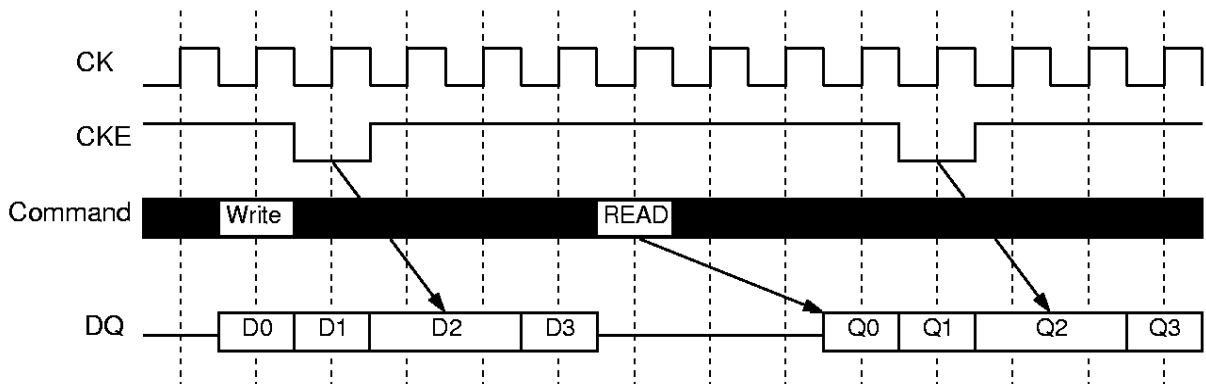 CK
CKE
Command Write READ
DQ D0 D1 D2 D3 Q0 Q1 Q2 Q3